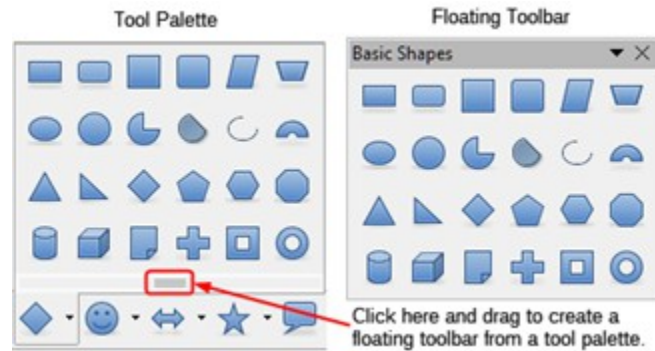 Tool Palette
Floating Toolbar
Basic Shapes
Click here and drag to create a
floating toolbar from a tool palette.